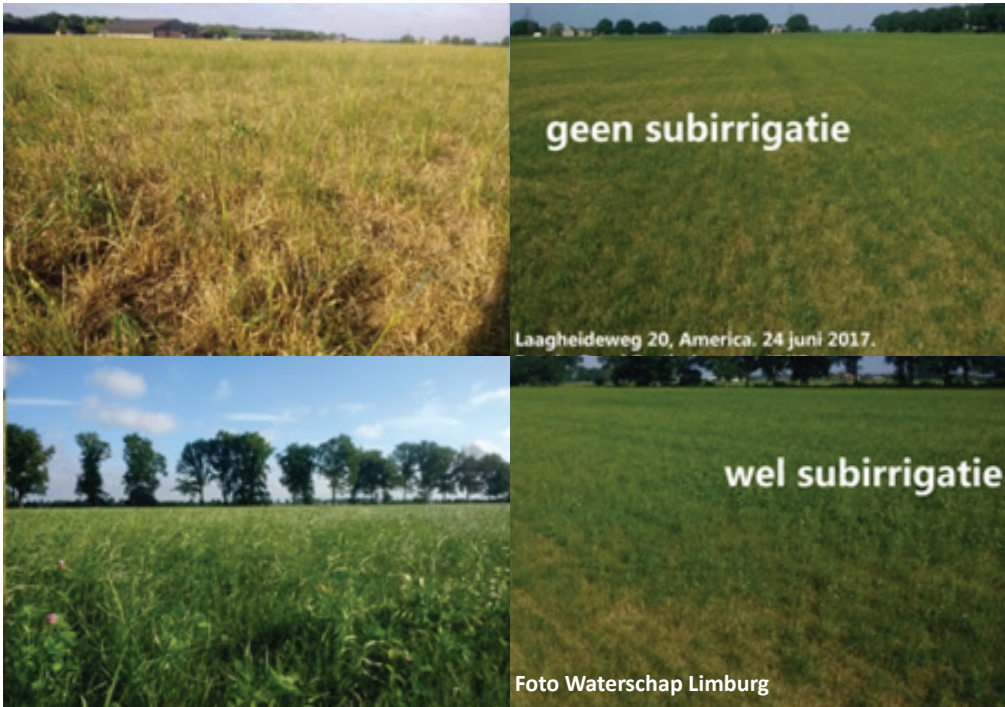 geen subirrigatie
Laagheideweg 20, America. 24 juni 2017.
wel subirrigatie
Foto Waterschap Limburg